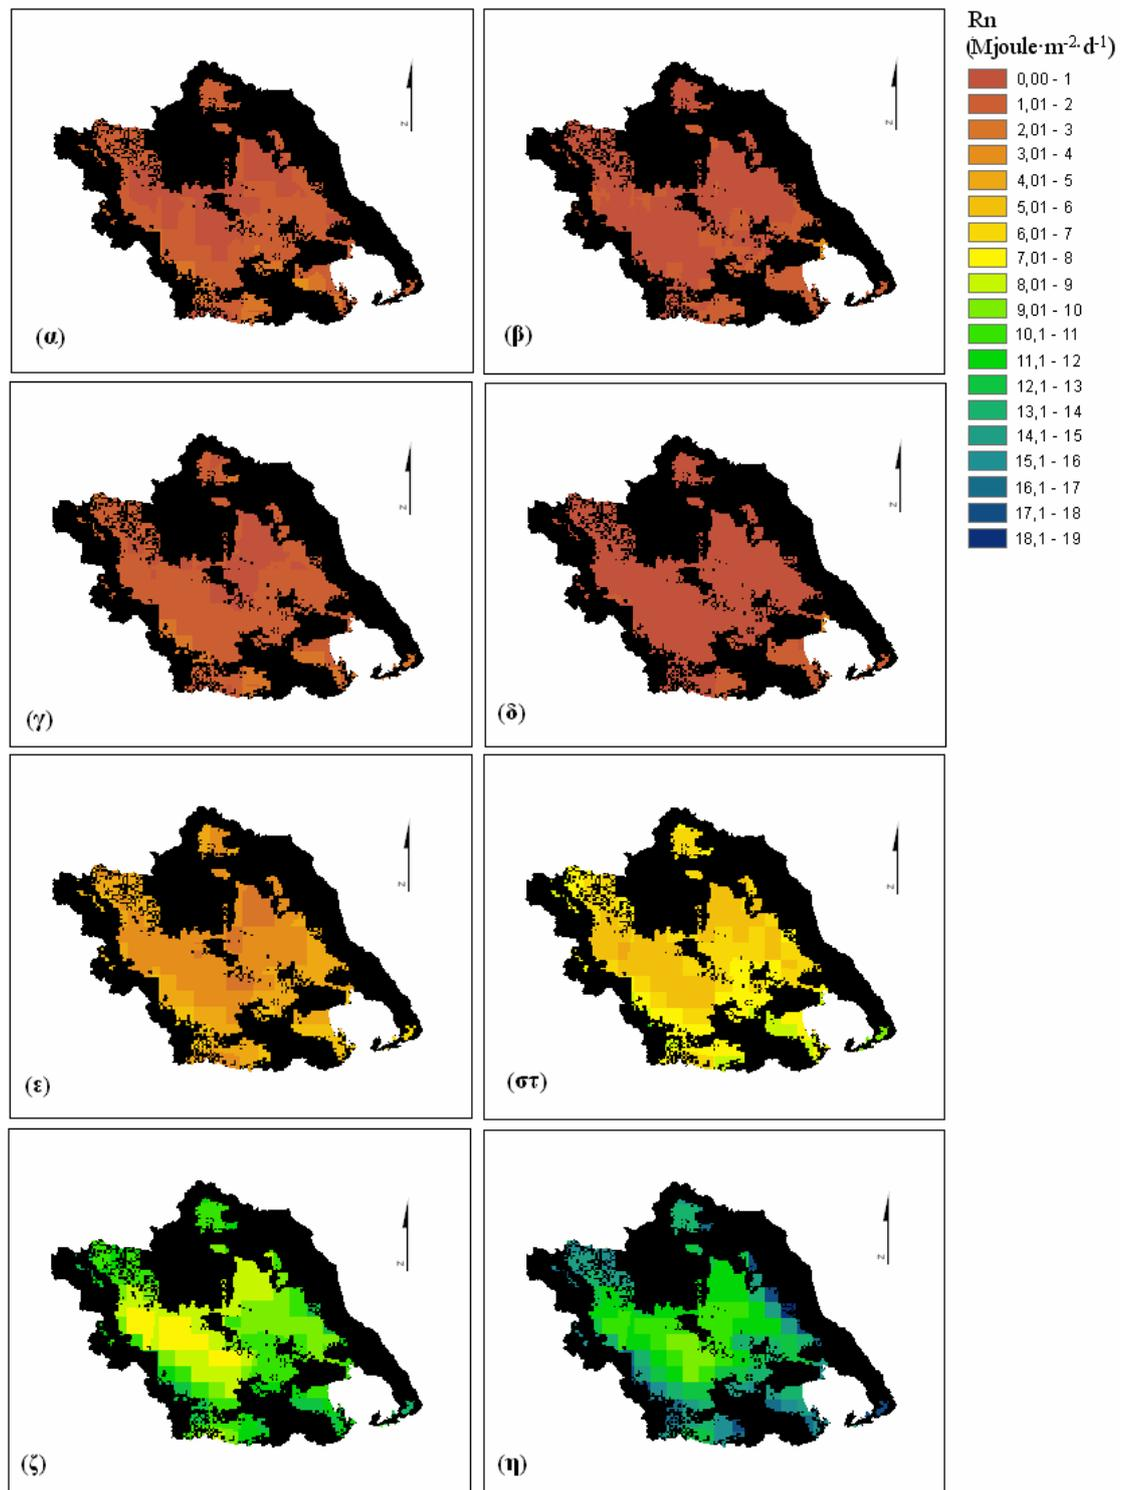 Rn
(Mjoule·m-2·d-1)
0,00 - 1
1,01 - 2
2,01 - 3
3,01 - 4
4,01 - 5
5,01 - 6
6,01 - 7
7,01 - 8
8,01 - 9
9,01 - 10
10,1 - 11
11,1 - 12
12,1 - 13
13,1 - 14
14,1 - 15
15,1 - 16
16,1 - 17
17,1 - 18
18,1 - 19
N
N
(α)
(β)
N
N
(γ)
(δ)
N
N
(ε)
(στ)
N
N
(ζ)
(η)